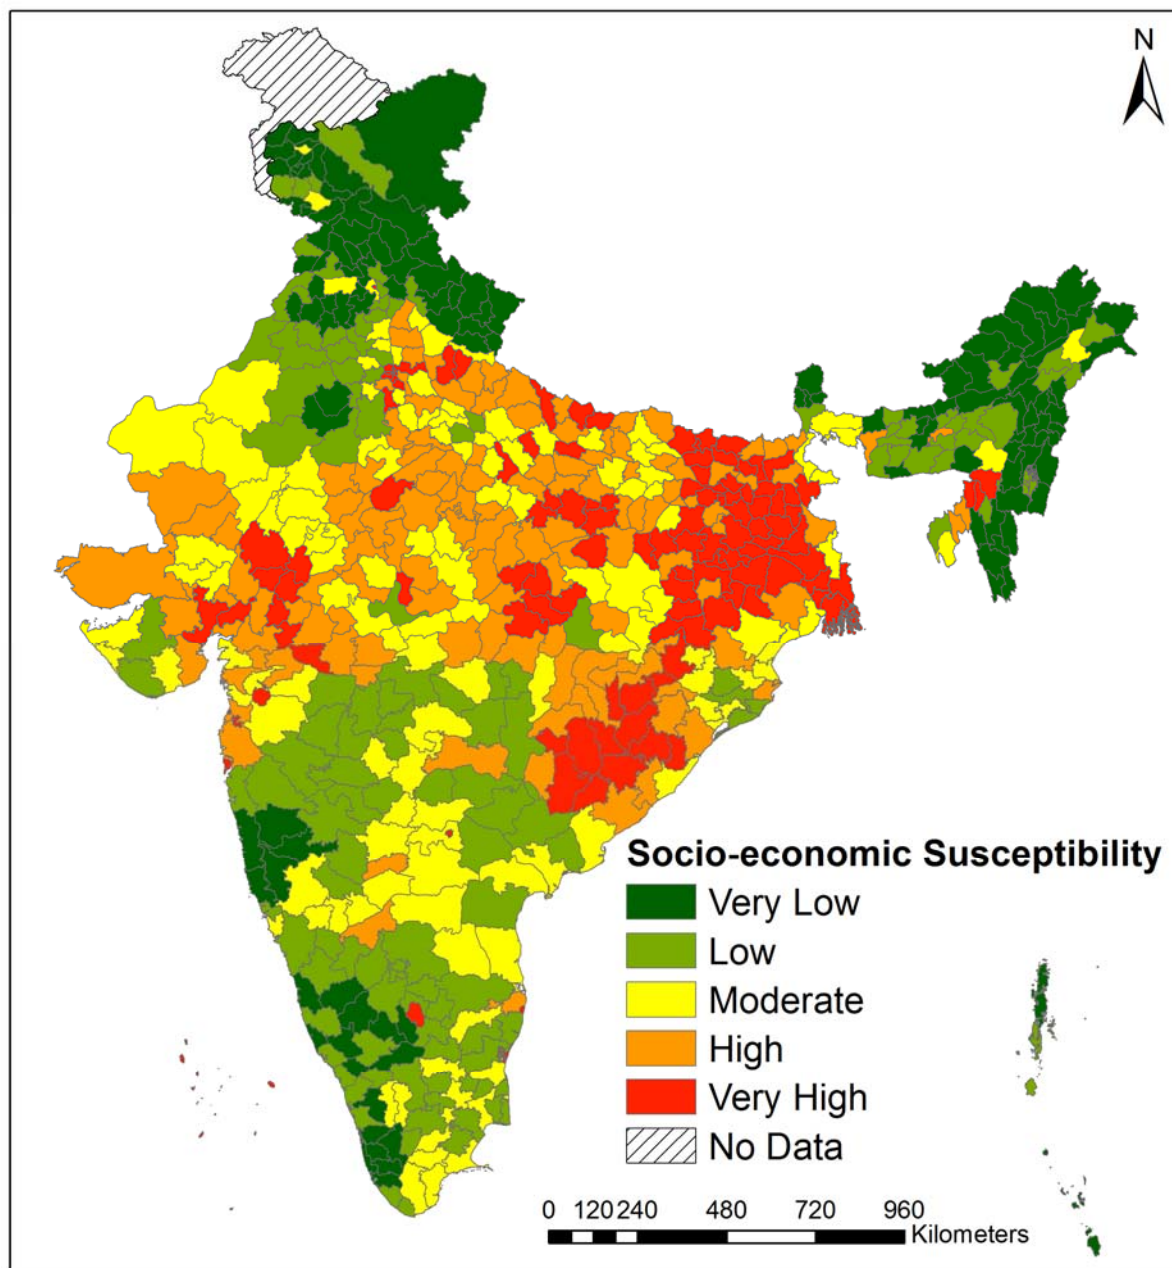 N
Socio-economic Susceptibility
Very Low
Low
Moderate
High
Very High
No Data
0 120 240 480 720 960
Kilometers